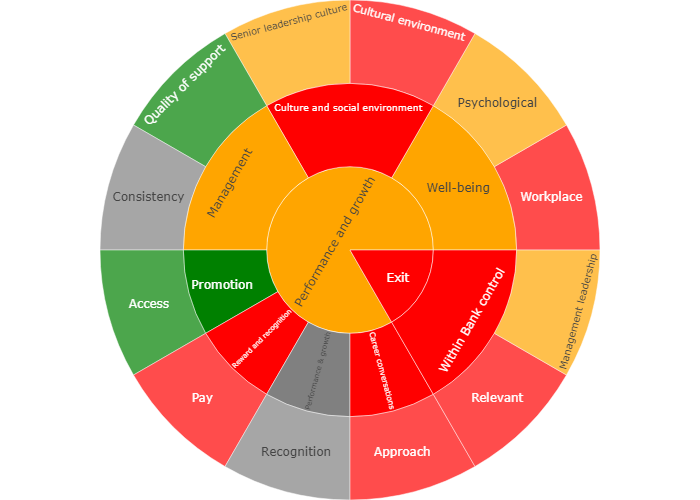 Senior leadership culture
Cultural environment
Quality of support
Culture and social environment
Psychological
Management
Well-being
Consistency
Performance and growth
Workplace
Exit
Promotion
Within Bank control
Management leadership
Access
Reward and recognition
Performance & growth
Career conversations
Pay
Relevant
Recognition
Approach